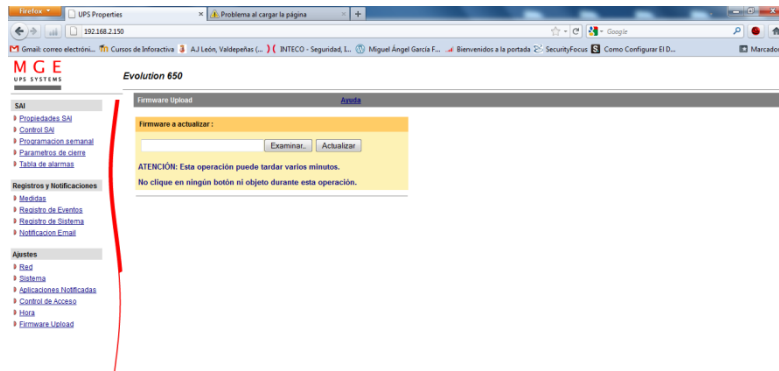 Firefox
UPS Properties
Problema al cargar la página
192.168.2.150
Google
Gmail: correo electróni...
Cursos de Inforactiva
A.J León, Valdepeñas (...
INTECO - Seguridad, L...
Miguel Ángel García F...
Bienvenidos a la portada
SecurityFocus
Como Configurar El D...
Marcador
MGE
UPS SYSTEMS
Evolution 650
SAI
Propiedades SAI
Control SAI
Programacion semanal
Parametros de cierre
Tabla de alarmas
Registros y Notificaciones
Medidas
Registro de Eventos
Registro de Sistema
Notificacion Email
Ajustes
Red
Sistema
Aplicaciones Notificadas
Control de Acceso
Hora
Firmware Upload
Firmware Upload Ayuda
Firmware a actualizar :
Examinar.. Actualizar
ATENCIÓN: Esta operación puede tardar varios minutos.
No clique en ningún botón ni objeto durante esta operación.